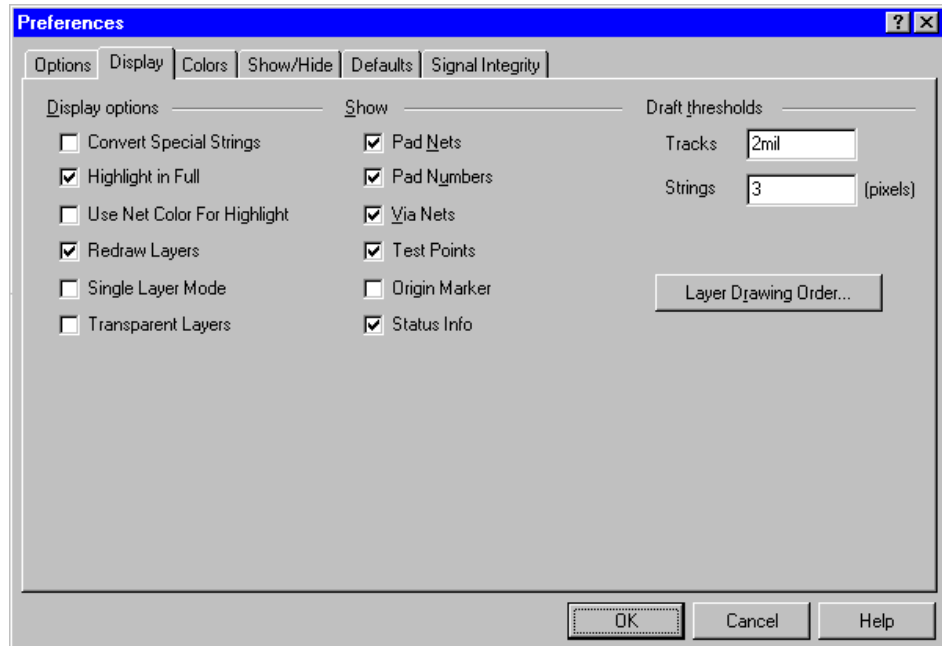 Preferences
Options Display Colors Show/Hide Defaults Signal Integrity
Display options
Convert Special Strings
Highlight in Full
Use Net Color For Highlight
Redraw Layers
Single Layer Mode
Transparent Layers
Show
Pad Nets
Pad Numbers
Via Nets
Test Points
Origin Marker
Status Info
Draft thresholds
Tracks 2mil
Strings 3 (pixels)
Layer Drawing Order...
OK Cancel Help